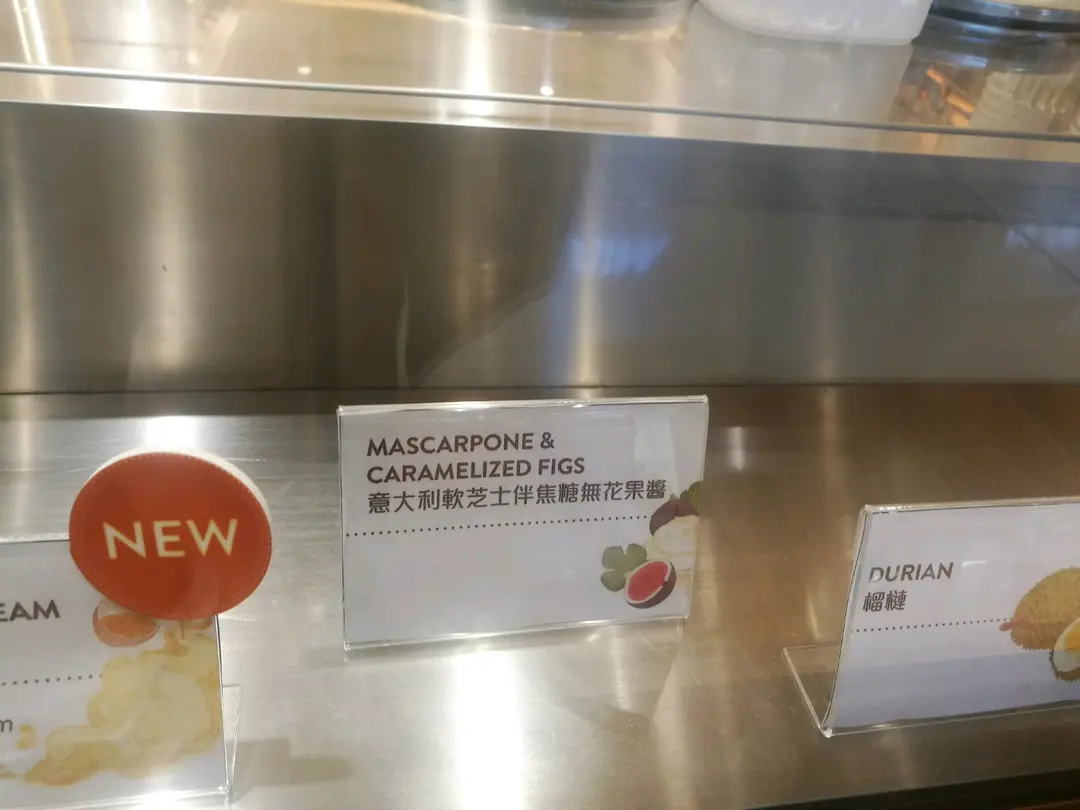 NEW
EAM
m
MASCARPONE &
CARAMELIZED FIGS
意大利軟芝士伴焦糖無花果醬
DURIAN
榴槤